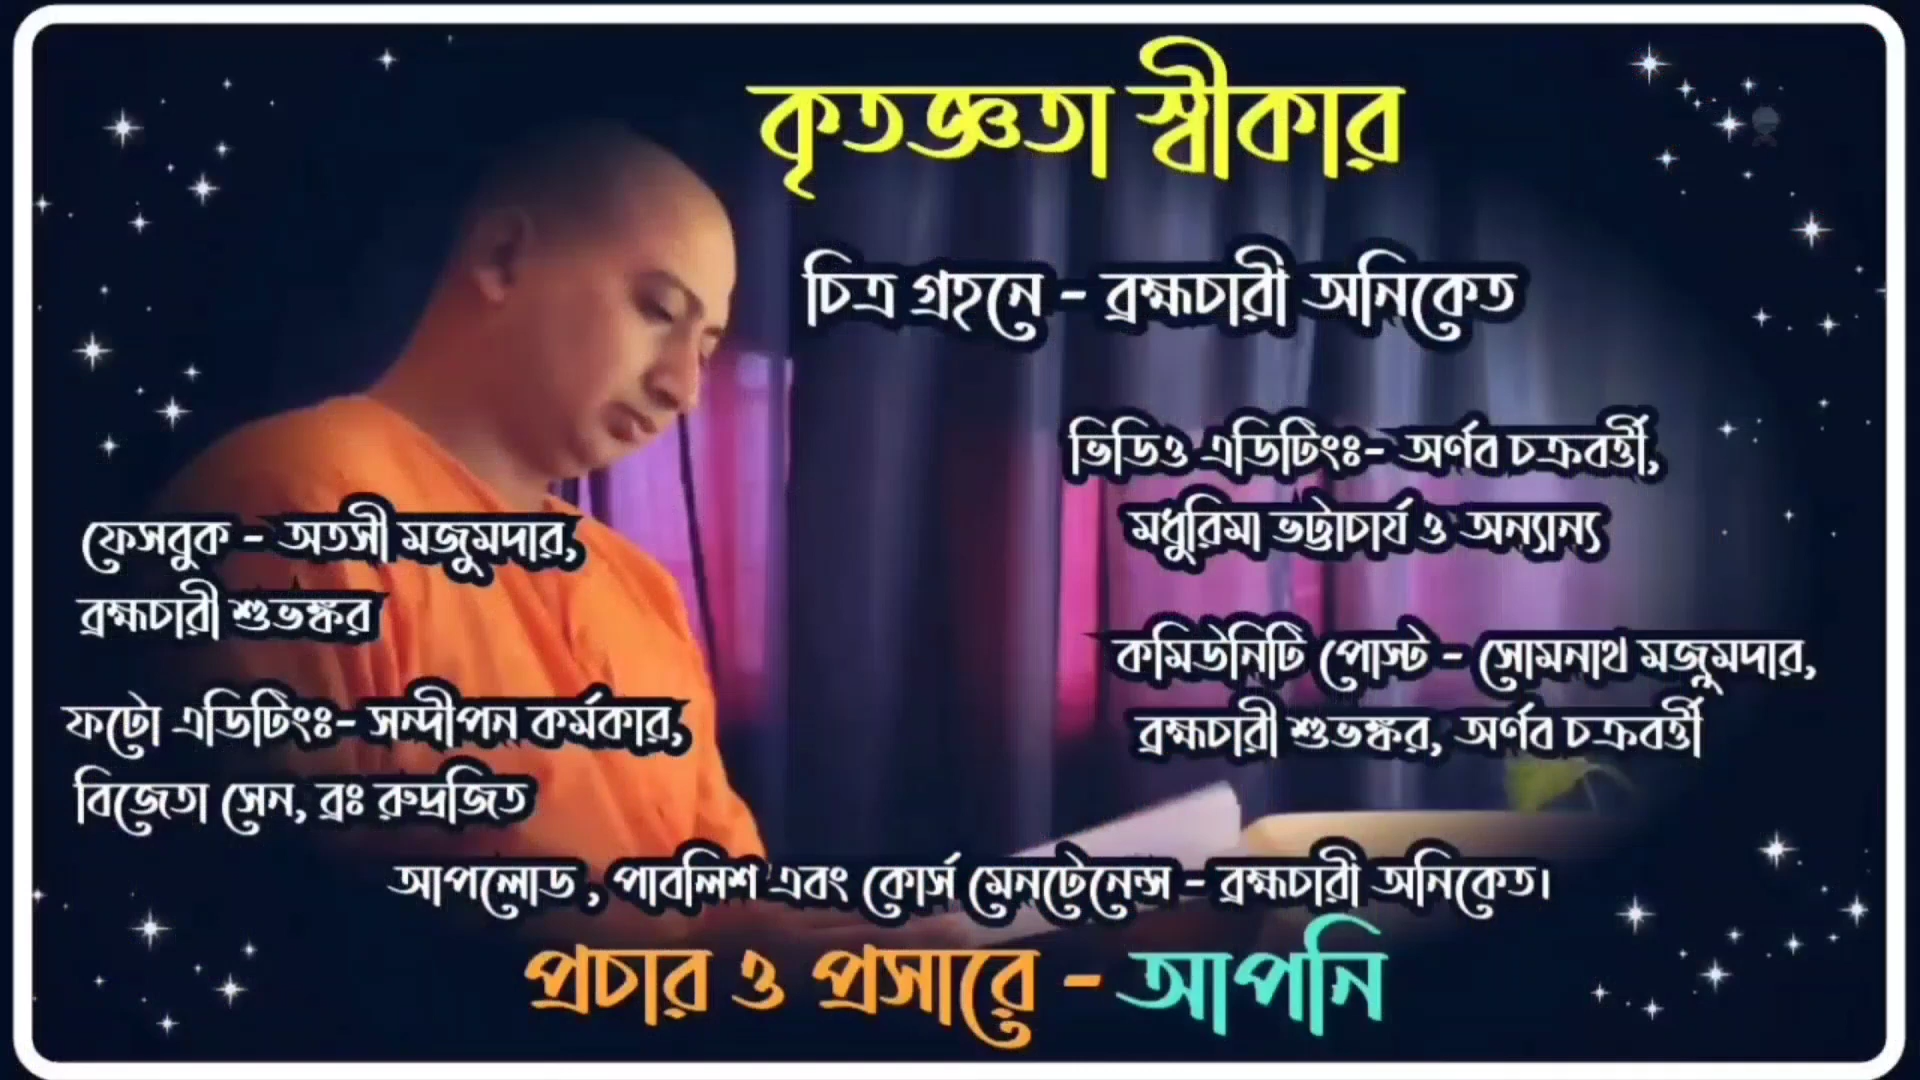 কৃতজ্ঞতা স্বীকার
চিত্র গ্রহনে - ব্রহ্মচারী অনিকেত
ভিডিও এডিটিংঃ- অর্ণব চক্রবর্ত্তী,
মধুরিমা ভট্টাচার্য ও অন্যান্য
ফেসবুক - অতসী মজুমদার,
ব্রহ্মচারী শুভঙ্কর
কমিউনিটি পোস্ট - সোমনাথ মজুমদার,
ব্রহ্মচারী শুভঙ্কর, অর্ণব চক্রবর্ত্তী
ফটো এডিটিংঃ- সন্দীপন কর্মকার,
বিজেতা সেন, ব্রঃ রুদ্রজিত
আপলোড , পাবলিশ এবং কোর্স মেনটেনেন্স - ব্রহ্মচারী অনিকেত।
প্রচার ও প্রসারে - আপনি